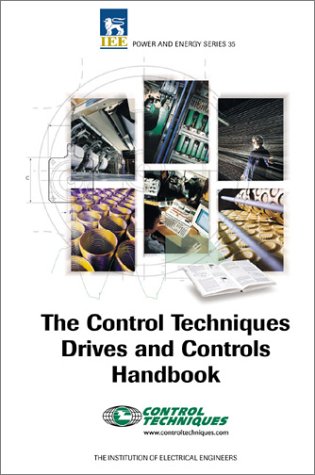 IEE
POWER AND ENERGY SERIES 35
C
The Control Techniques
Drives and Controls
Handbook
CONTROL
TECHNIQUES
www.controltechniques.com
THE INSTITUTION OF ELECTRICAL ENGINEERS